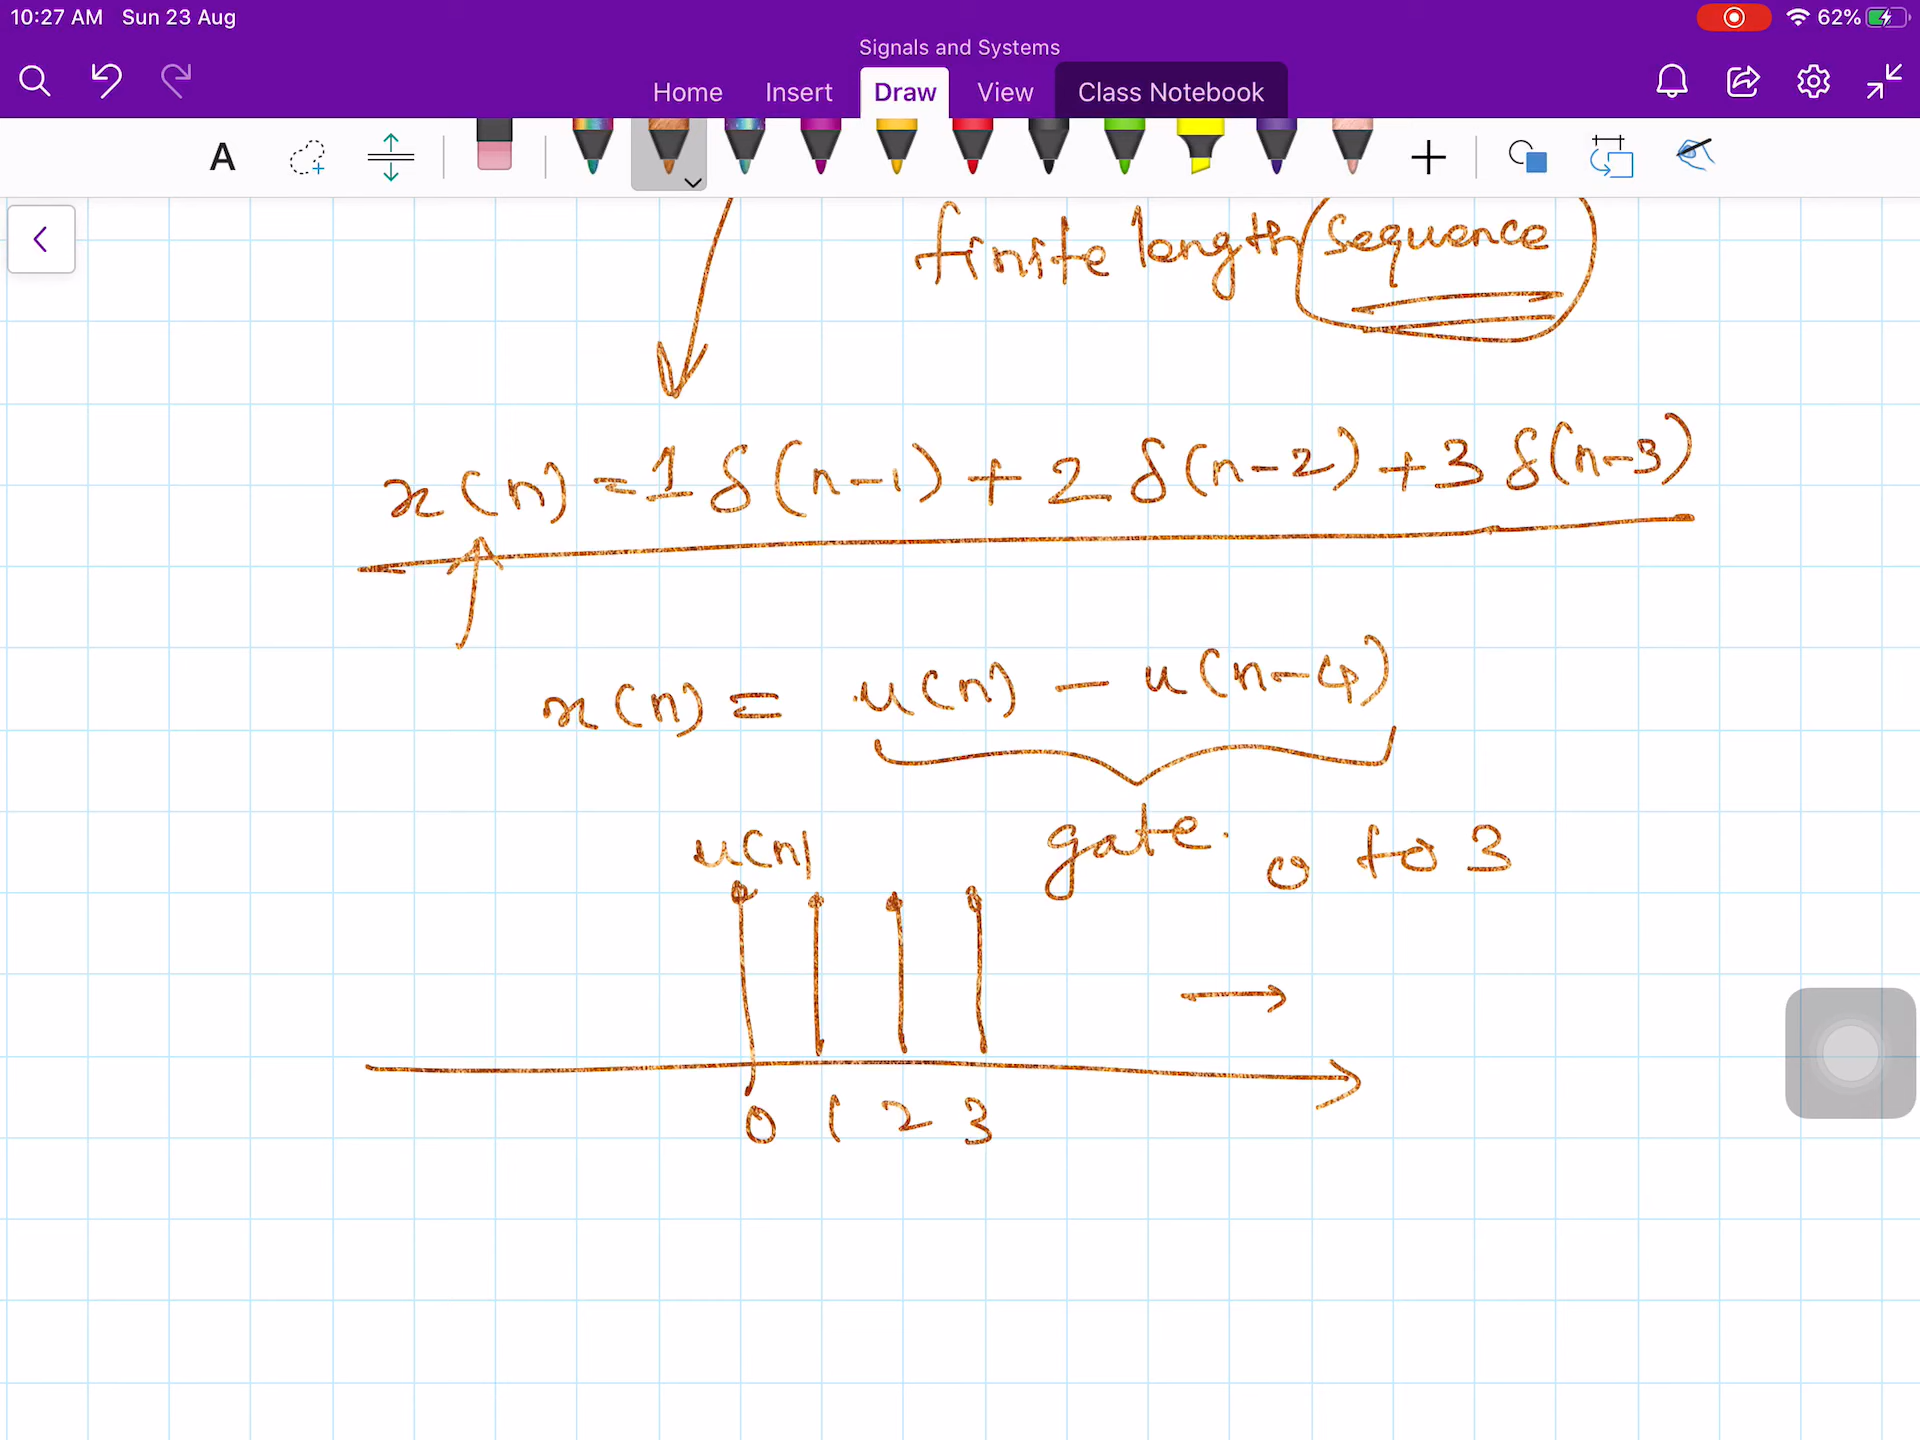 10:27 AM Sun 23 Aug 62%
Signals and Systems
Home Insert Draw View Class Notebook
A
finite length sequence
x(n) = 1 δ(n-1) + 2 δ(n-2) + 3 δ(n-3)
x(n) = u(n) - u(n-4)
gate. 0 to 3
u(n)
0 1 2 3